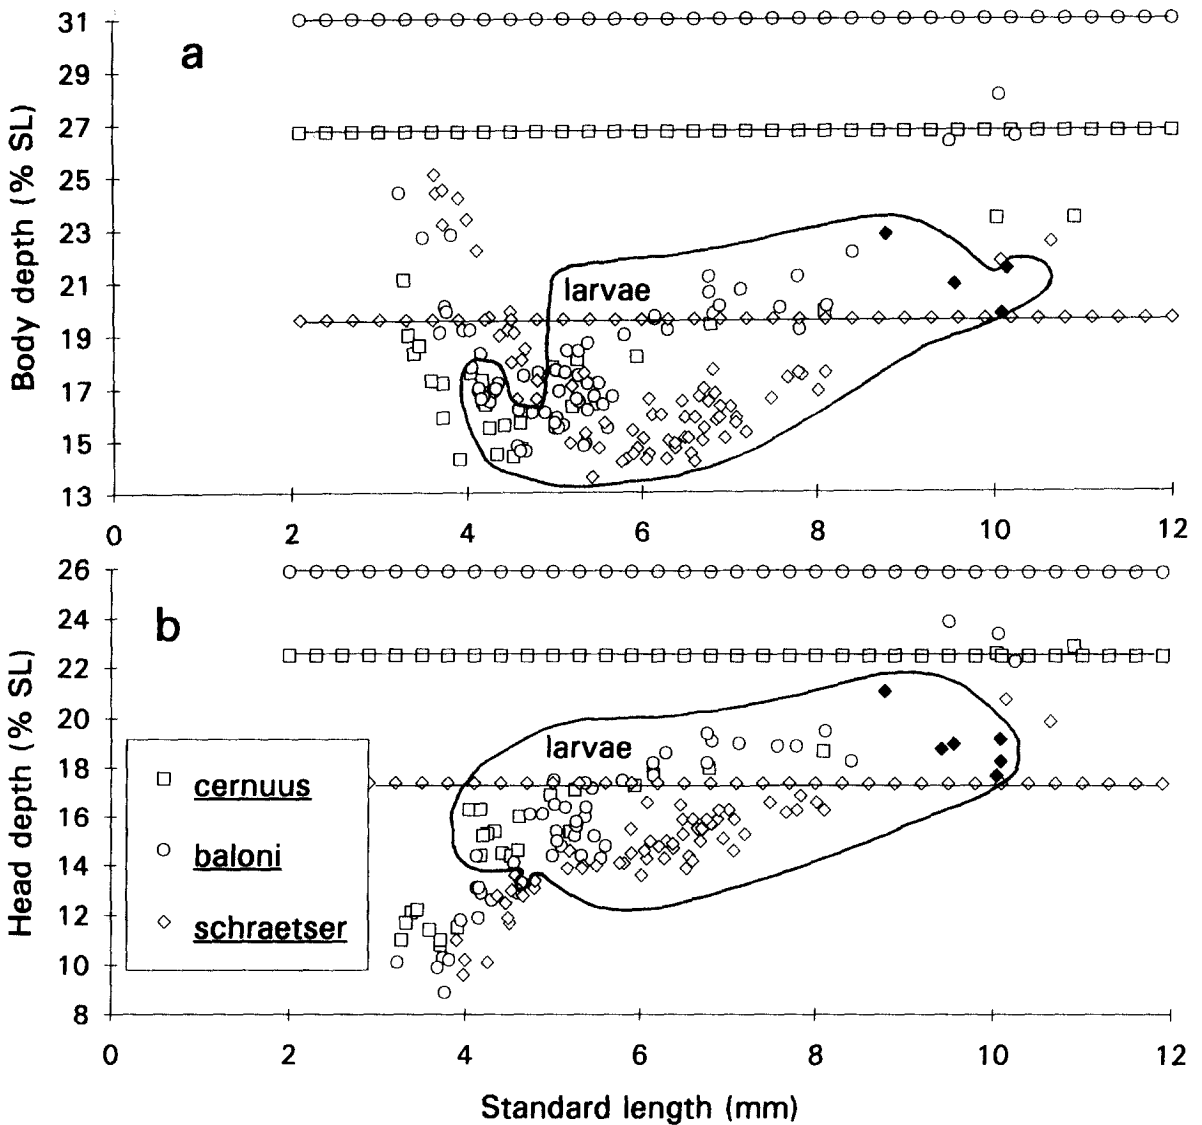 31
a
29
27
25
23
21
larvae
19
17
15
13
0 2 4 6 8 10 12
Body depth (% SL)
26
b
24
22
20
larvae
18
16
14
12
10
8
cernuus
baloni
schraetser
0 2 4 6 8 10 12
Head depth (% SL)
Standard length (mm)